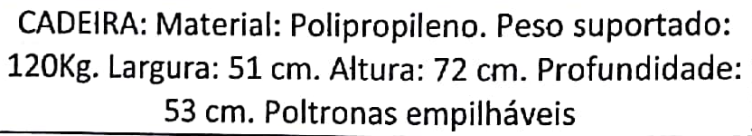 CADEIRA: Material: Polipropileno. Peso suportado:
120Kg. Largura: 51 cm. Altura: 72 cm. Profundidade:
53 cm. Poltronas empilháveis